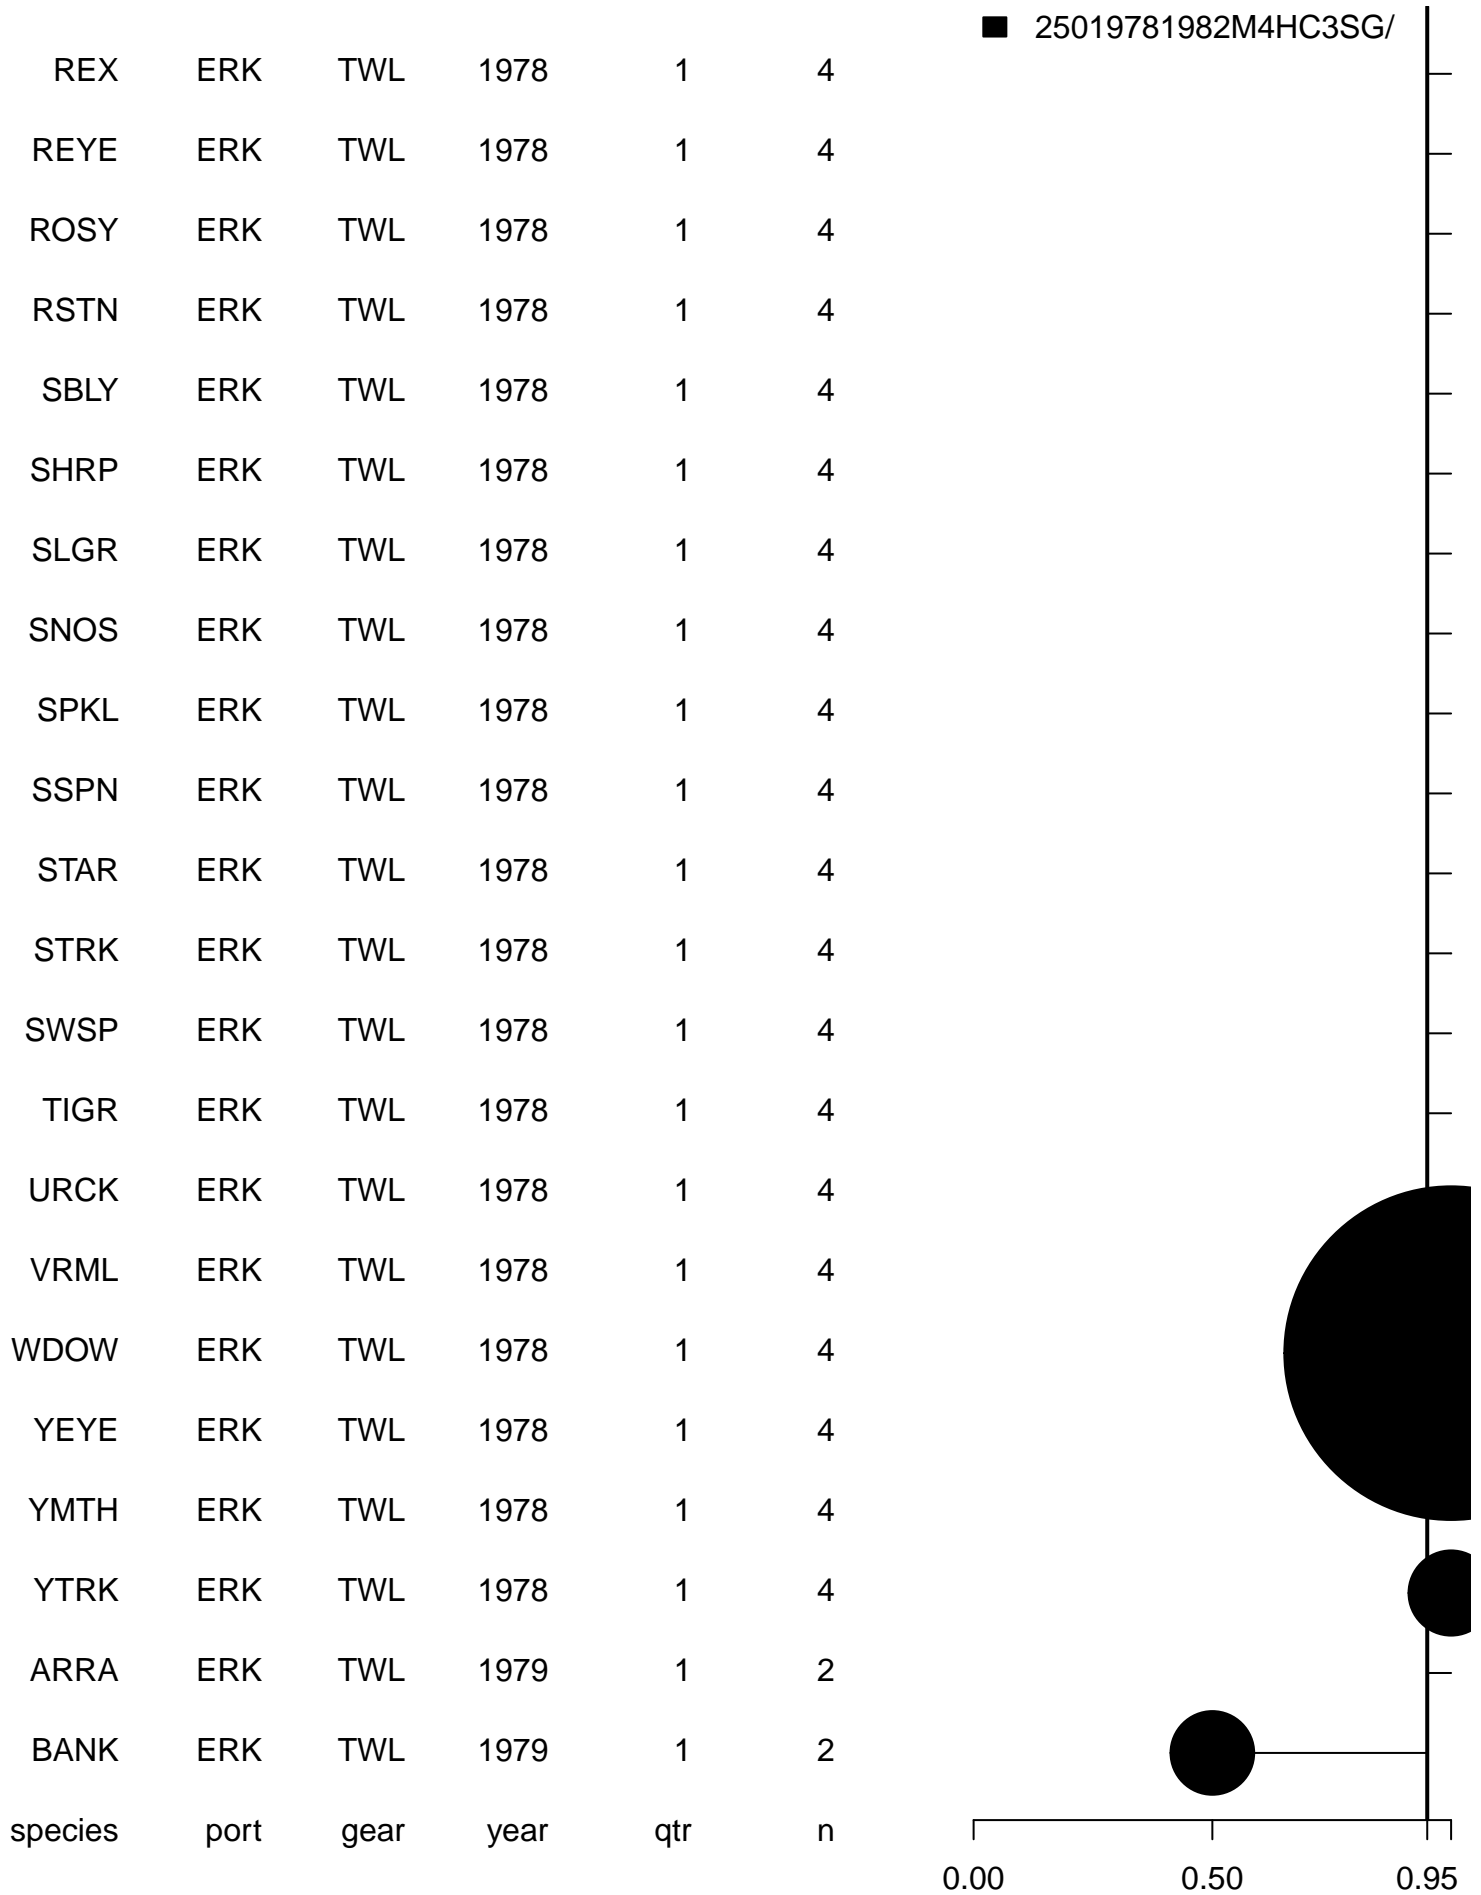 25019781982M4HC3SG/
REX ERK TWL 1978 1 4
REYE ERK TWL 1978 1 4
ROSY ERK TWL 1978 1 4
RSTN ERK TWL 1978 1 4
SBLY ERK TWL 1978 1 4
SHRP ERK TWL 1978 1 4
SLGR ERK TWL 1978 1 4
SNOS ERK TWL 1978 1 4
SPKL ERK TWL 1978 1 4
SSPN ERK TWL 1978 1 4
STAR ERK TWL 1978 1 4
STRK ERK TWL 1978 1 4
SWSP ERK TWL 1978 1 4
TIGR ERK TWL 1978 1 4
URCK ERK TWL 1978 1 4
VRML ERK TWL 1978 1 4
WDOW ERK TWL 1978 1 4
YEYE ERK TWL 1978 1 4
YMTH ERK TWL 1978 1 4
YTRK ERK TWL 1978 1 4
ARRA ERK TWL 1979 1 2
BANK ERK TWL 1979 1 2
species port gear year qtr n
0.00 0.50 0.95